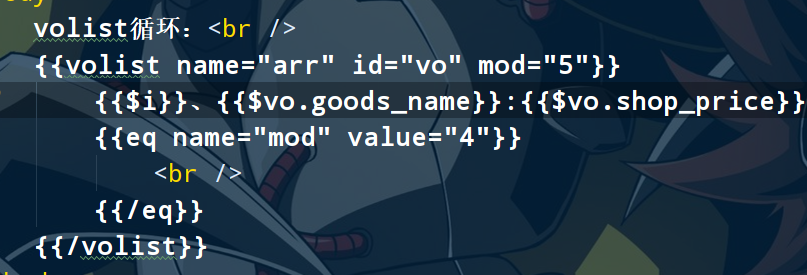 volist循环：<br />
{{volist name="arr" id="vo" mod="5"}}
{{$i}}、{{$vo.goods_name}}:{{$vo.shop_price}}
{{eq name="mod" value="4"}}
<br />
{{/eq}}
{{/volist}}